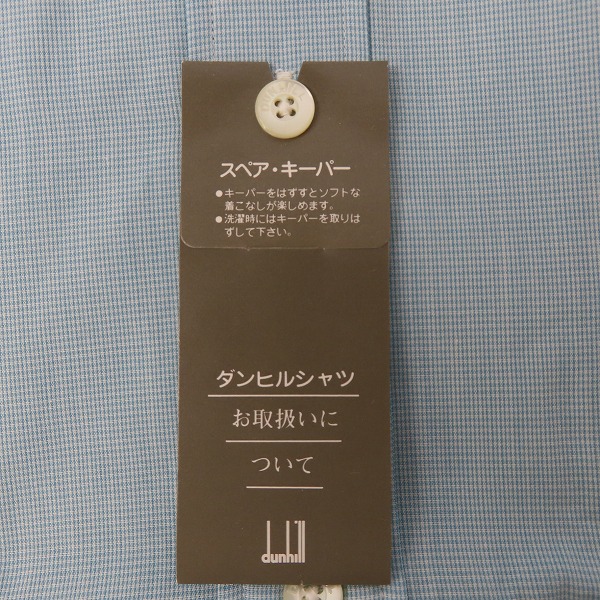 スペア・キーパー
●キーパーをはずすとソフトな
着こなしが楽しめます。
●洗濯時にはキーパーを取りは
ずして下さい。
ダンヒルシャツ
お取扱いに
ついて
dunhill